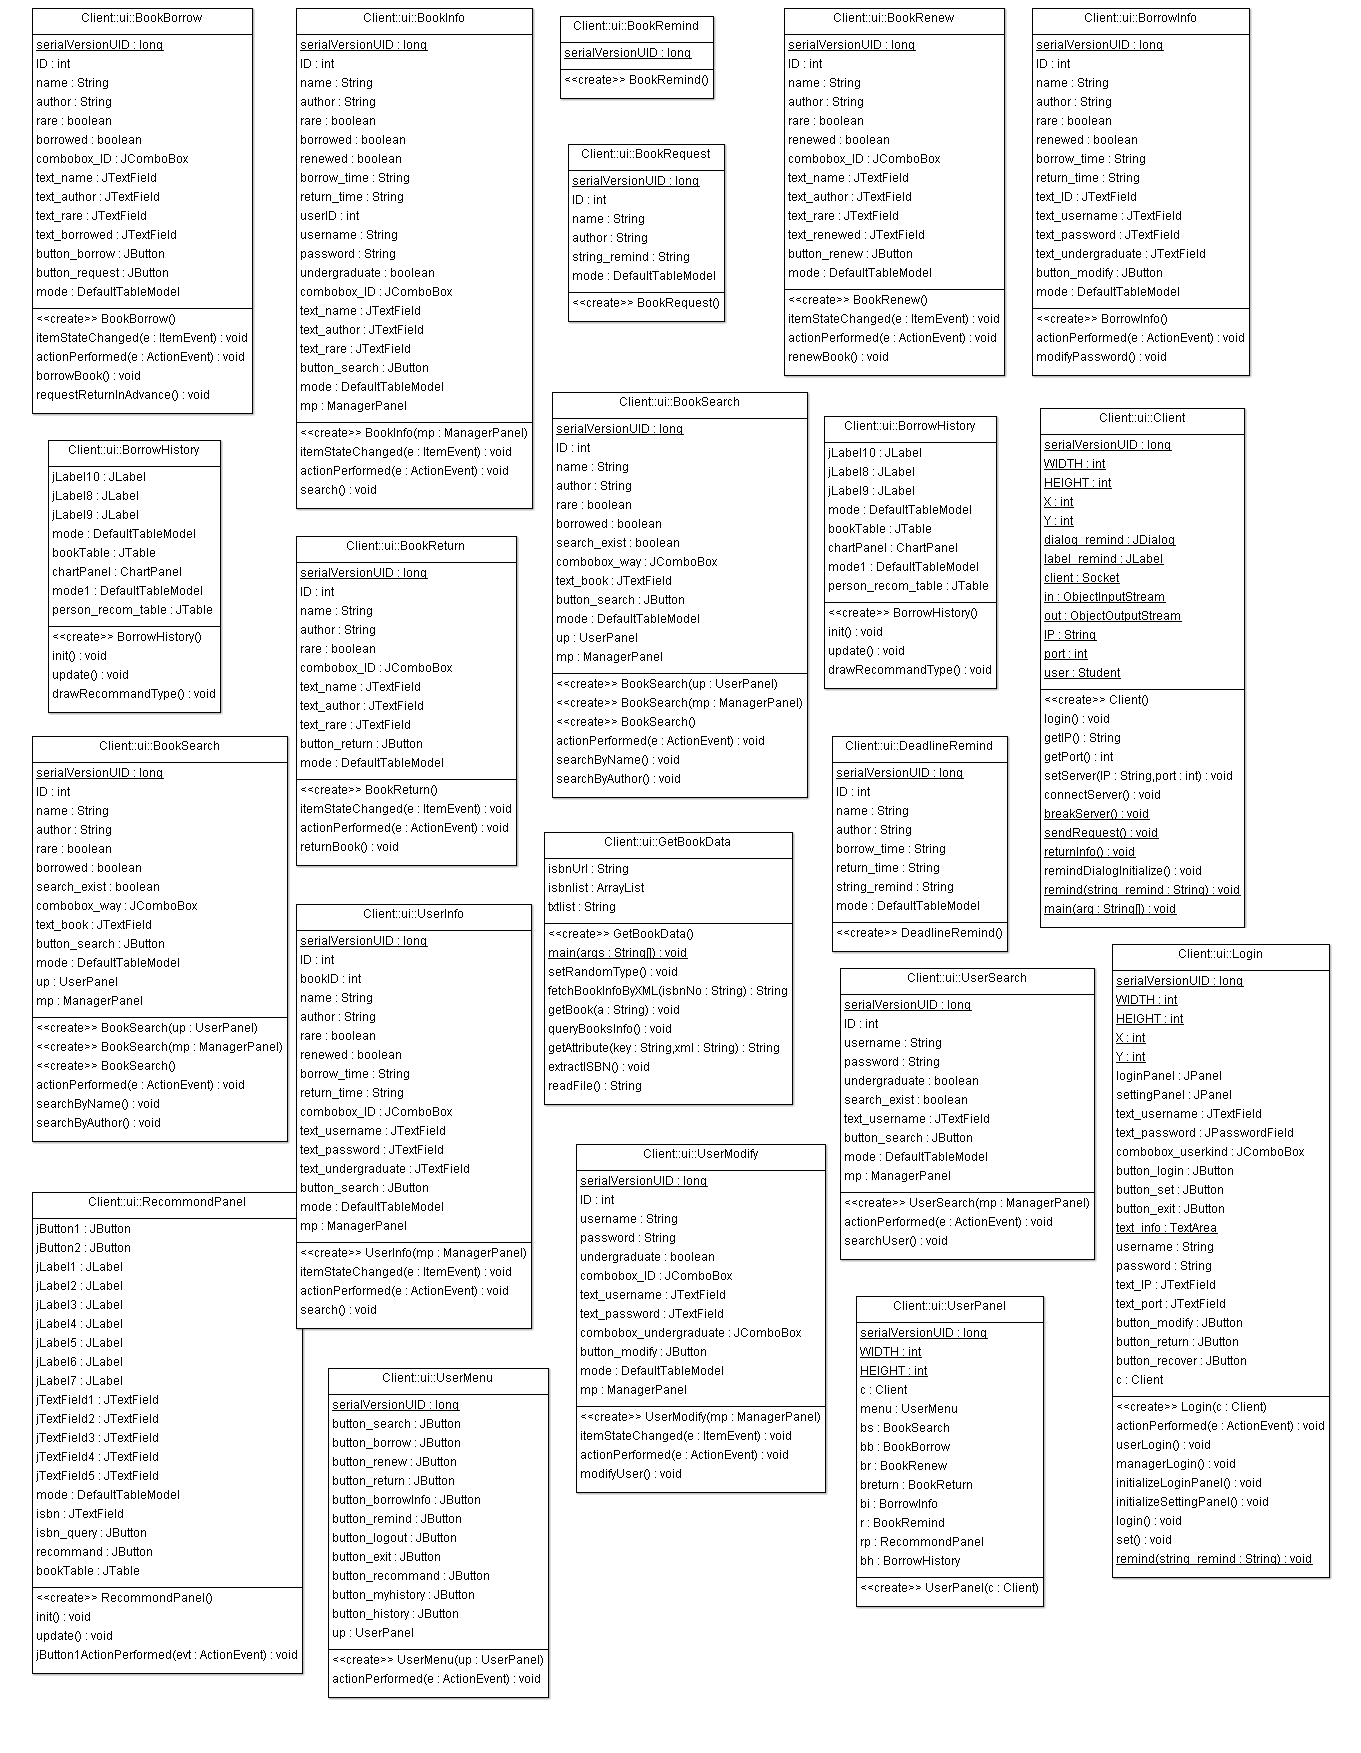 Client::ui::BookBorrow
serialVersionUID : long
ID : int
name : String
author : String
rare : boolean
borrowed : boolean
combobox_ID : JComboBox
text_name : JTextField
text_author : JTextField
text_rare : JTextField
text_borrowed : JTextField
button_borrow : JButton
button_request : JButton
mode : DefaultTableModel
<<create>> BookBorrow()
itemStateChanged(e : ItemEvent) : void
actionPerformed(e : ActionEvent) : void
borrowBook() : void
requestReturnInAdvance() : void
Client::ui::BookInfo
serialVersionUID : long
ID : int
name : String
author : String
rare : boolean
borrowed : boolean
renewed : boolean
borrow_time : String
return_time : String
userID : int
username : String
password : String
undergraduate : boolean
combobox_ID : JComboBox
text_name : JTextField
text_author : JTextField
text_rare : JTextField
button_search : JButton
mode : DefaultTableModel
mp : ManagerPanel
<<create>> BookInfo(mp : ManagerPanel)
itemStateChanged(e : ItemEvent) : void
actionPerformed(e : ActionEvent) : void
search() : void
Client::ui::BookRemind
serialVersionUID : long
<<create>> BookRemind()
Client::ui::BookRequest
serialVersionUID : long
ID : int
name : String
author : String
string_remind : String
mode : DefaultTableModel
<<create>> BookRequest()
Client::ui::BookRenew
serialVersionUID : long
ID : int
name : String
author : String
rare : boolean
renewed : boolean
combobox_ID : JComboBox
text_name : JTextField
text_author : JTextField
text_rare : JTextField
text_renewed : JTextField
button_renew : JButton
mode : DefaultTableModel
<<create>> BookRenew()
itemStateChanged(e : ItemEvent) : void
actionPerformed(e : ActionEvent) : void
renewBook() : void
Client::ui::BorrowInfo
serialVersionUID : long
ID : int
name : String
author : String
rare : boolean
renewed : boolean
borrow_time : String
return_time : String
text_ID : JTextField
text_username : JTextField
text_password : JTextField
text_undergraduate : JTextField
button_modify : JButton
mode : DefaultTableModel
<<create>> BorrowInfo()
actionPerformed(e : ActionEvent) : void
modifyPassword() : void
Client::ui::BorrowHistory
jLabel10 : JLabel
jLabel8 : JLabel
jLabel9 : JLabel
mode : DefaultTableModel
bookTable : JTable
chartPanel : ChartPanel
mode1 : DefaultTableModel
person_recom_table : JTable
<<create>> BorrowHistory()
init() : void
update() : void
drawRecommandType() : void
Client::ui::BookReturn
serialVersionUID : long
ID : int
name : String
author : String
rare : boolean
combobox_ID : JComboBox
text_name : JTextField
text_author : JTextField
text_rare : JTextField
button_return : JButton
mode : DefaultTableModel
<<create>> BookReturn()
itemStateChanged(e : ItemEvent) : void
actionPerformed(e : ActionEvent) : void
returnBook() : void
Client::ui::BookSearch
serialVersionUID : long
ID : int
name : String
author : String
rare : boolean
borrowed : boolean
search_exist : boolean
combobox_way : JComboBox
text_book : JTextField
button_search : JButton
mode : DefaultTableModel
up : UserPanel
mp : ManagerPanel
<<create>> BookSearch(up : UserPanel)
<<create>> BookSearch(mp : ManagerPanel)
<<create>> BookSearch()
actionPerformed(e : ActionEvent) : void
searchByName() : void
searchByAuthor() : void
Client::ui::BorrowHistory
jLabel10 : JLabel
jLabel8 : JLabel
jLabel9 : JLabel
mode : DefaultTableModel
bookTable : JTable
chartPanel : ChartPanel
mode1 : DefaultTableModel
person_recom_table : JTable
<<create>> BorrowHistory()
init() : void
update() : void
drawRecommandType() : void
Client::ui::Client
serialVersionUID : long
WIDTH : int
HEIGHT : int
X : int
Y : int
dialog_remind : JDialog
label_remind : JLabel
client : Socket
in : ObjectInputStream
out : ObjectOutputStream
IP : String
port : int
user : Student
<<create>> Client()
login() : void
getIP() : String
getPort() : int
setServer(IP : String,port : int) : void
connectServer() : void
breakServer() : void
sendRequest() : void
returnInfo() : void
remindDialogInitialize() : void
remind(string_remind : String) : void
main(arg : String[]) : void
Client::ui::BookSearch
serialVersionUID : long
ID : int
name : String
author : String
rare : boolean
borrowed : boolean
search_exist : boolean
combobox_way : JComboBox
text_book : JTextField
button_search : JButton
mode : DefaultTableModel
up : UserPanel
mp : ManagerPanel
<<create>> BookSearch(up : UserPanel)
<<create>> BookSearch(mp : ManagerPanel)
<<create>> BookSearch()
actionPerformed(e : ActionEvent) : void
searchByName() : void
searchByAuthor() : void
Client::ui::UserInfo
serialVersionUID : long
ID : int
bookID : int
name : String
author : String
rare : boolean
renewed : boolean
borrow_time : String
return_time : String
combobox_ID : JComboBox
text_username : JTextField
text_password : JTextField
text_undergraduate : JTextField
button_search : JButton
mode : DefaultTableModel
mp : ManagerPanel
<<create>> UserInfo(mp : ManagerPanel)
itemStateChanged(e : ItemEvent) : void
actionPerformed(e : ActionEvent) : void
search() : void
Client::ui::GetBookData
isbnUrl : String
isbnlist : ArrayList
txtlist : String
<<create>> GetBookData()
main(args : String[]) : void
setRandomType() : void
fetchBookInfoByXML(isbnNo : String) : String
getBook(a : String) : void
queryBooksInfo() : void
getAttribute(key : String,xml : String) : String
extractISBN() : void
readFile() : String
Client::ui::DeadlineRemind
serialVersionUID : long
ID : int
name : String
author : String
borrow_time : String
return_time : String
string_remind : String
mode : DefaultTableModel
<<create>> DeadlineRemind()
Client::ui::UserSearch
serialVersionUID : long
ID : int
username : String
password : String
undergraduate : boolean
search_exist : boolean
text_username : JTextField
button_search : JButton
mode : DefaultTableModel
mp : ManagerPanel
<<create>> UserSearch(mp : ManagerPanel)
actionPerformed(e : ActionEvent) : void
searchUser() : void
Client::ui::Login
serialVersionUID : long
WIDTH : int
HEIGHT : int
X : int
Y : int
loginPanel : JPanel
settingPanel : JPanel
text_username : JTextField
text_password : JPasswordField
combobox_userkind : JComboBox
button_login : JButton
button_set : JButton
button_exit : JButton
text_info : TextArea
username : String
password : String
text_IP : JTextField
text_port : JTextField
button_modify : JButton
button_return : JButton
button_recover : JButton
c : Client
<<create>> Login(c : Client)
actionPerformed(e : ActionEvent) : void
userLogin() : void
managerLogin() : void
initializeLoginPanel() : void
initializeSettingPanel() : void
login() : void
set() : void
remind(string_remind : String) : void
Client::ui::RecommondPanel
jButton1 : JButton
jButton2 : JButton
jLabel1 : JLabel
jLabel2 : JLabel
jLabel3 : JLabel
jLabel4 : JLabel
jLabel5 : JLabel
jLabel6 : JLabel
jLabel7 : JLabel
jTextField1 : JTextField
jTextField2 : JTextField
jTextField3 : JTextField
jTextField4 : JTextField
jTextField5 : JTextField
mode : DefaultTableModel
isbn : JTextField
isbn_query : JButton
recommand : JButton
bookTable : JTable
<<create>> RecommondPanel()
init() : void
update() : void
jButton1ActionPerformed(evt : ActionEvent) : void
Client::ui::UserMenu
serialVersionUID : long
button_search : JButton
button_borrow : JButton
button_renew : JButton
button_return : JButton
button_borrowInfo : JButton
button_remind : JButton
button_logout : JButton
button_exit : JButton
button_recommand : JButton
button_myhistory : JButton
button_history : JButton
up : UserPanel
<<create>> UserMenu(up : UserPanel)
actionPerformed(e : ActionEvent) : void
Client::ui::UserModify
serialVersionUID : long
ID : int
username : String
password : String
undergraduate : boolean
combobox_ID : JComboBox
text_username : JTextField
text_password : JTextField
combobox_undergraduate : JComboBox
button_modify : JButton
mode : DefaultTableModel
mp : ManagerPanel
<<create>> UserModify(mp : ManagerPanel)
itemStateChanged(e : ItemEvent) : void
actionPerformed(e : ActionEvent) : void
modifyUser() : void
Client::ui::UserPanel
serialVersionUID : long
WIDTH : int
HEIGHT : int
c : Client
menu : UserMenu
bs : BookSearch
bb : BookBorrow
br : BookRenew
breturn : BookReturn
bi : BorrowInfo
r : BookRemind
rp : RecommondPanel
bh : BorrowHistory
<<create>> UserPanel(c : Client)